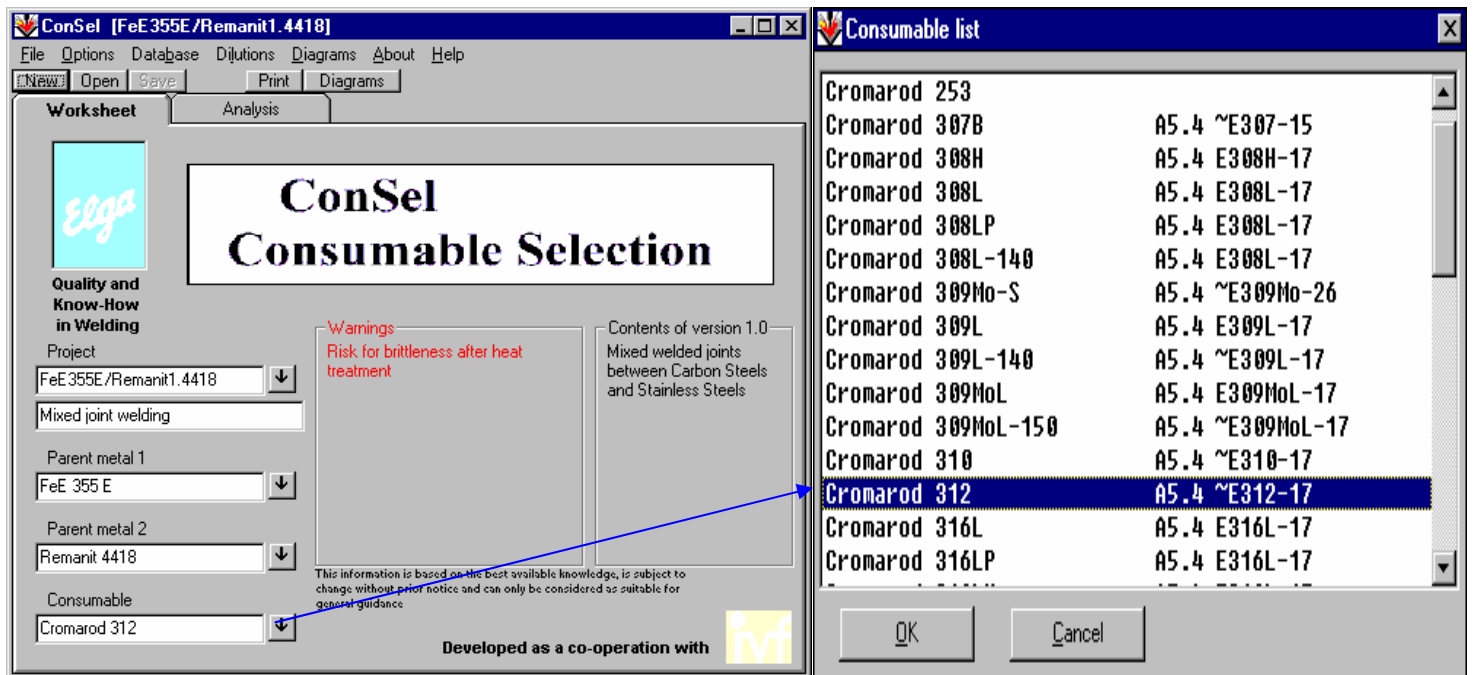 ConSel [FeE355E/Remanit1.4418]
File Options Database Dilutions Diagrams About Help
New Open Save Print Diagrams
Worksheet Analysis
Elga
ConSel
Consumable Selection
Quality and
Know-How
in Welding
Project
FeE355E/Remanit1.4418
Mixed joint welding
Parent metal 1
FeE 355 E
Parent metal 2
Remanit 4418
Consumable
Cromarod 312
Warnings
Risk for brittleness after heat
treatment
Contents of version 1.0
Mixed welded joints
between Carbon Steels
and Stainless Steels
This information is based on the best available knowledge, is subject to
change without prior notice and can only be considered as suitable for
general guidance
Developed as a co-operation with
ivf
Consumable list
Cromarod 253
Cromarod 307B A5.4 ~E307-15
Cromarod 308H A5.4 E308H-17
Cromarod 308L A5.4 E308L-17
Cromarod 308LP A5.4 E308L-17
Cromarod 308L-140 A5.4 E308L-17
Cromarod 309Mo-S A5.4 ~E309Mo-26
Cromarod 309L A5.4 E309L-17
Cromarod 309L-140 A5.4 ~E309L-17
Cromarod 309MoL A5.4 E309MoL-17
Cromarod 309MoL-150 A5.4 ~E309MoL-17
Cromarod 310 A5.4 ~E310-17
Cromarod 312 A5.4 ~E312-17
Cromarod 316L A5.4 E316L-17
Cromarod 316LP A5.4 E316L-17
OK Cancel